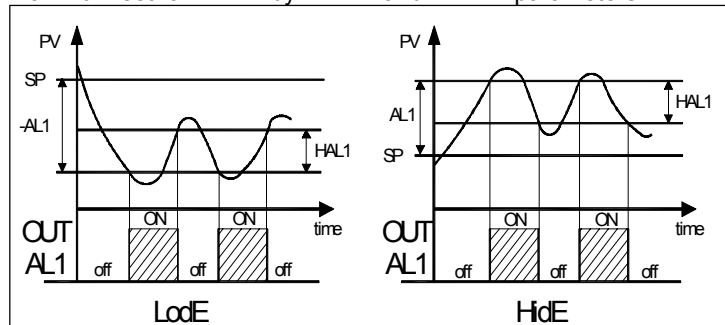 PV
PV
SP
-AL1
HAL1
AL1
HAL1
SP
time
time
OUT
AL1
off
ON
off
ON
off
OUT
AL1
off
ON
off
ON
off
LodE
HidE